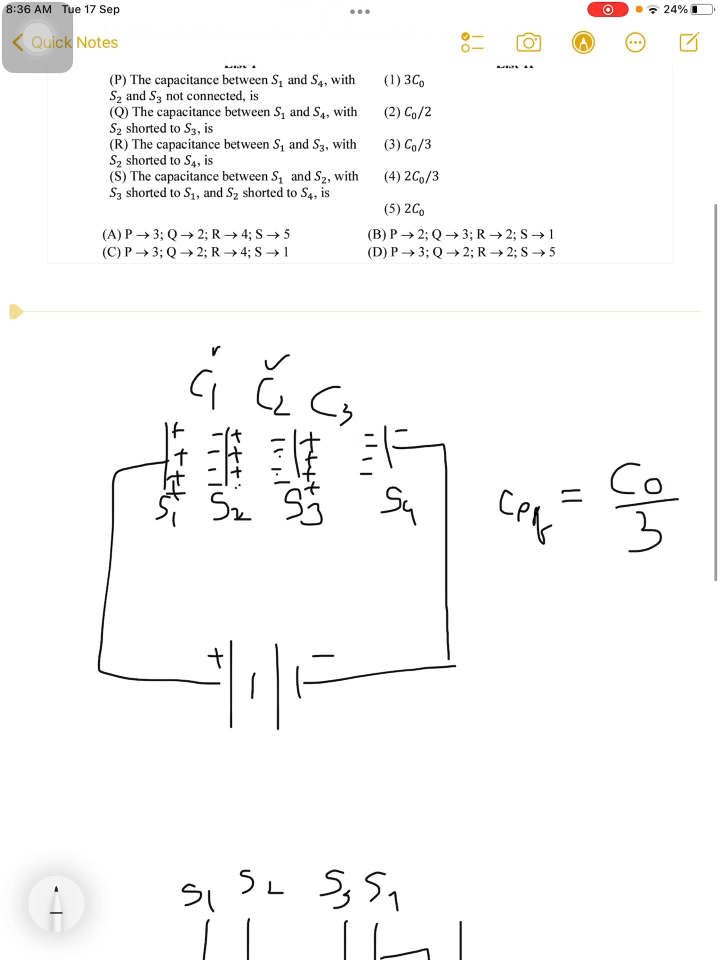 8:36 AM Tue 17 Sep
24%
Quick Notes
(P) The capacitance between S₁ and S₄, with (1) 3C₀
S₂ and S₃ not connected, is
(Q) The capacitance between S₁ and S₄, with (2) C₀/2
S₂ shorted to S₃, is
(R) The capacitance between S₁ and S₃, with (3) C₀/3
S₂ shorted to S₄, is
(S) The capacitance between S₁ and S₂, with (4) 2C₀/3
S₃ shorted to S₁, and S₂ shorted to S₄, is
(5) 2C₀
(A) P → 3; Q → 2; R → 4; S → 5 (B) P → 2; Q → 3; R → 2; S → 1
(C) P → 3; Q → 2; R → 4; S → 1 (D) P → 3; Q → 2; R → 2; S → 5
C₁ C₂ C₃
S₁ S₂ S₃ S₄
= C₀/3
+ −
S₁ S₂ S₃ S₄